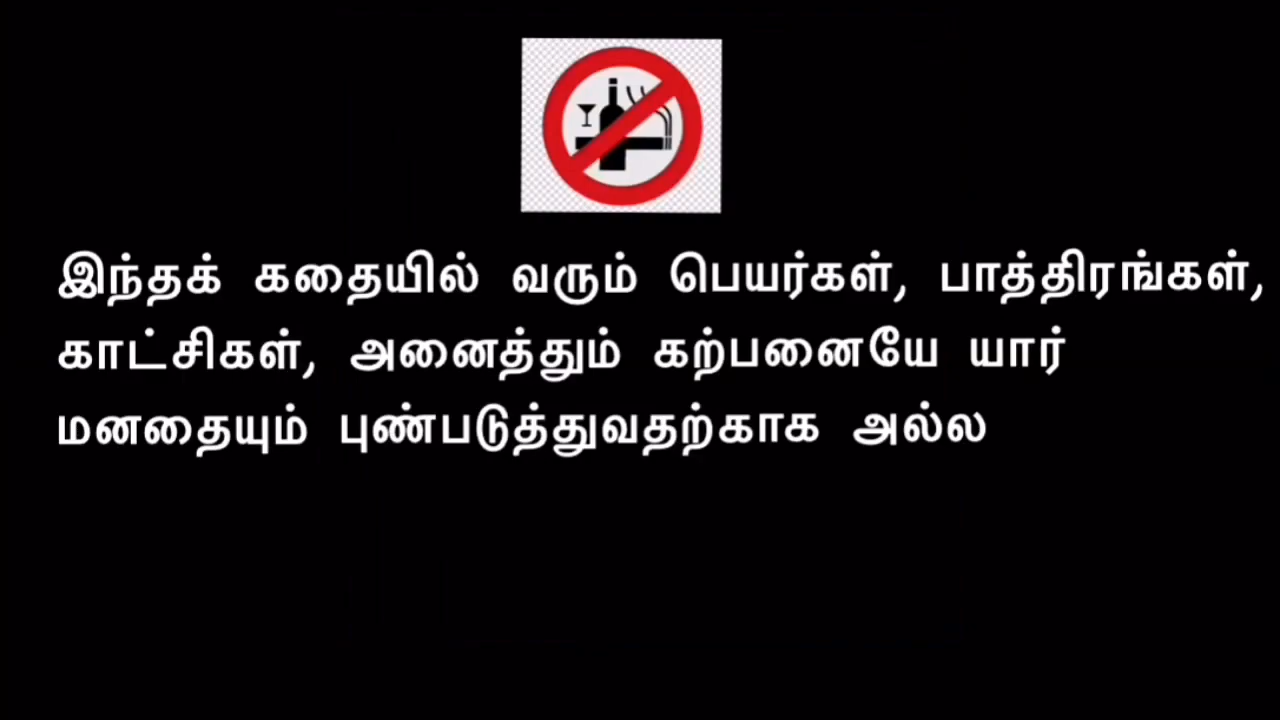 இந்தக் கதையில் வரும் பெயர்கள், பாத்திரங்கள்,
காட்சிகள், அனைத்தும் கற்பனையே யார்
மனதையும் புண்படுத்துவதற்காக அல்ல